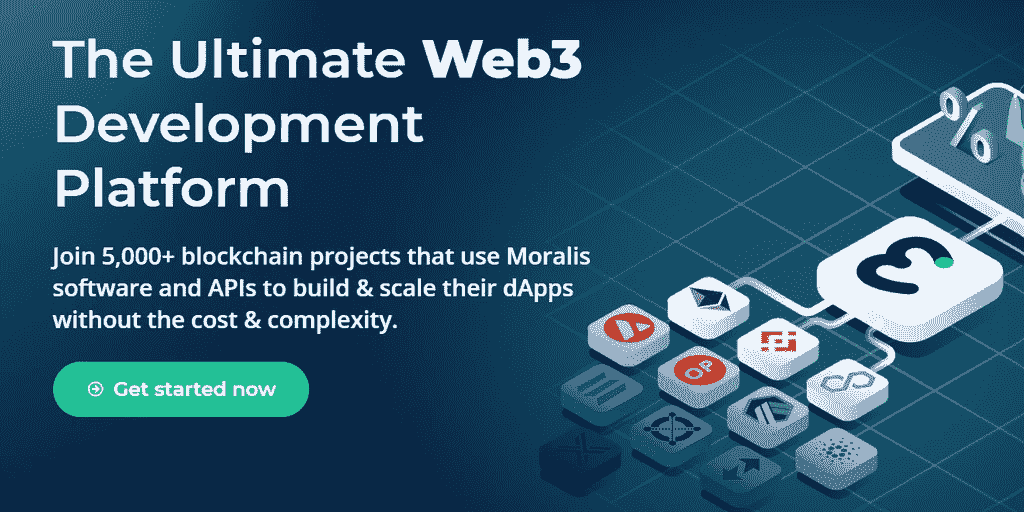 The Ultimate Web3
Development
Platform
Join 5,000+ blockchain projects that use Moralis
software and APIs to build & scale their dApps
without the cost & complexity.
Get started now
%
OP